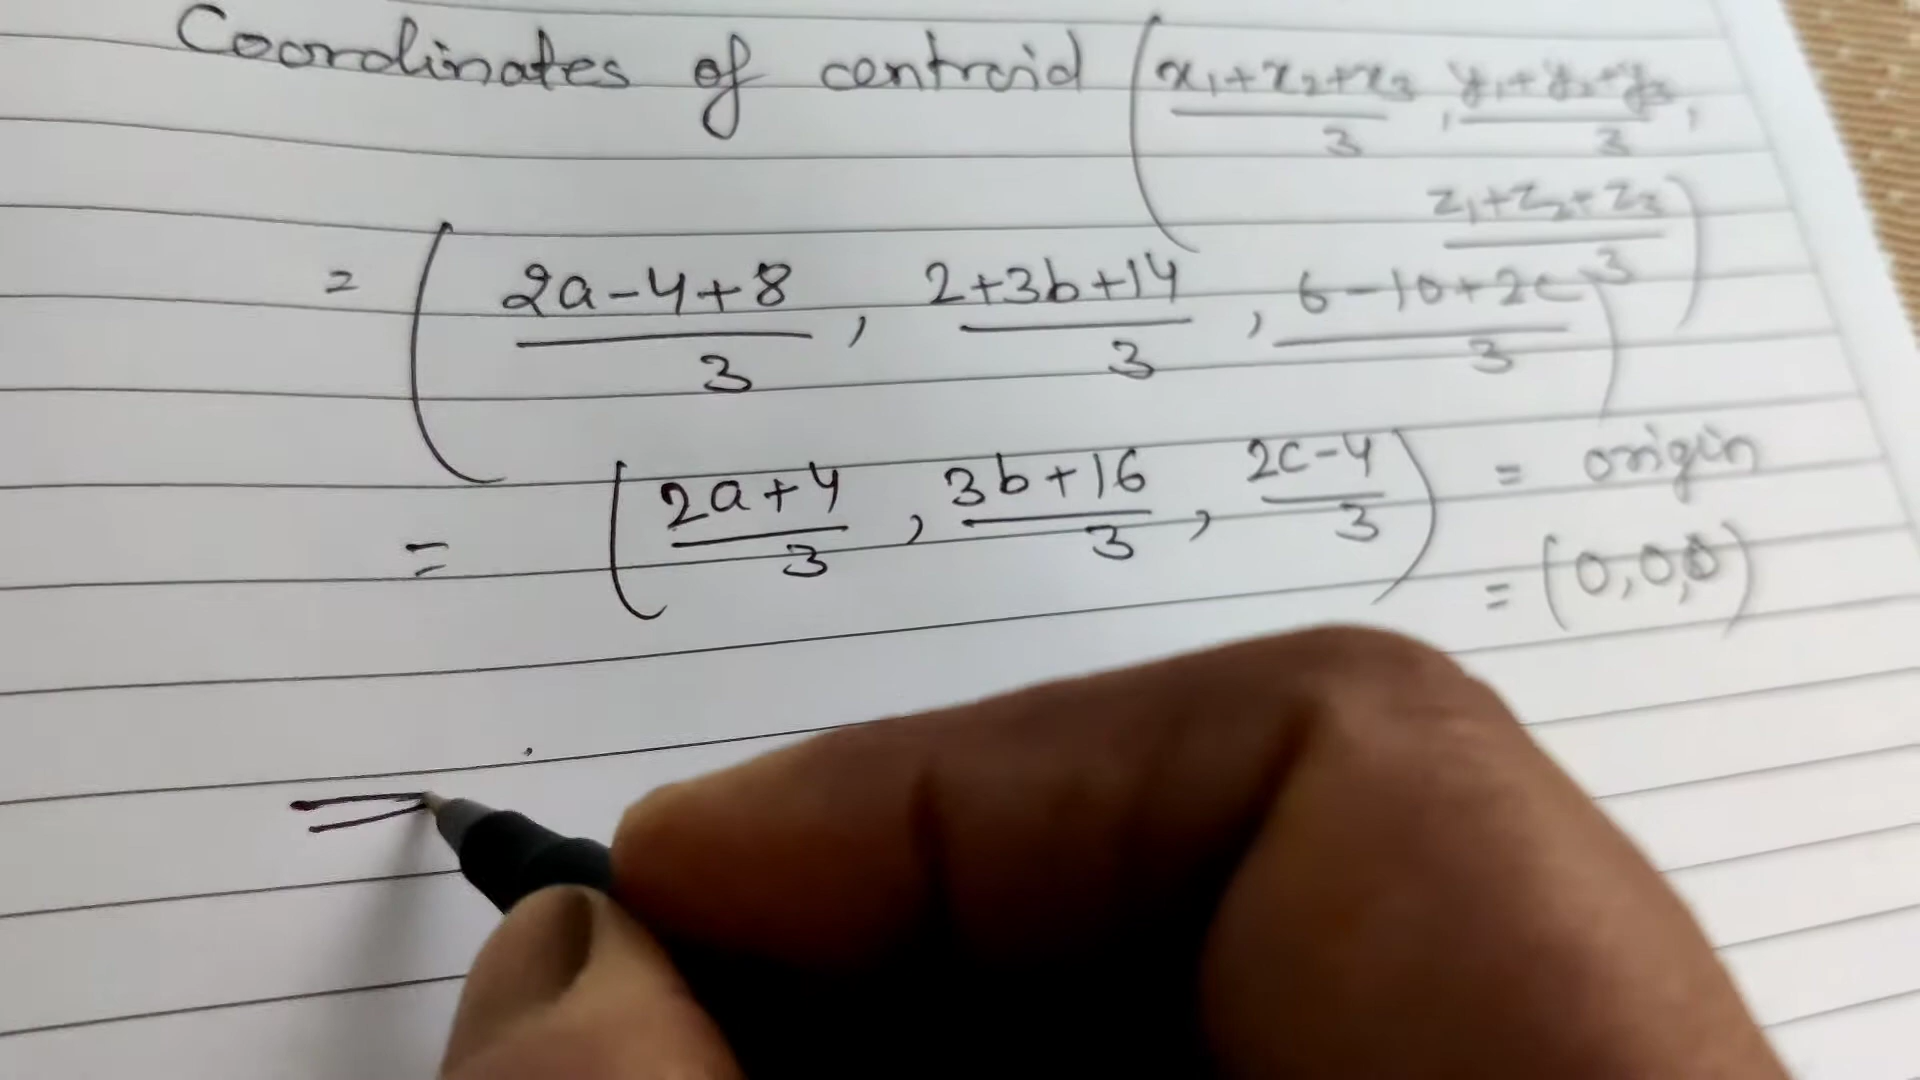 Coordinates of centroid (x₁+x₂+x₃/3, y₁+y₂+y₃/3,
z₁+z₂+z₃/3)
= (2a-4+8/3, 2+3b+14/3, 6-10+2c/3)
= (2a+4/3, 3b+16/3, 2c-4/3) = origin
= (0,0,0)
=